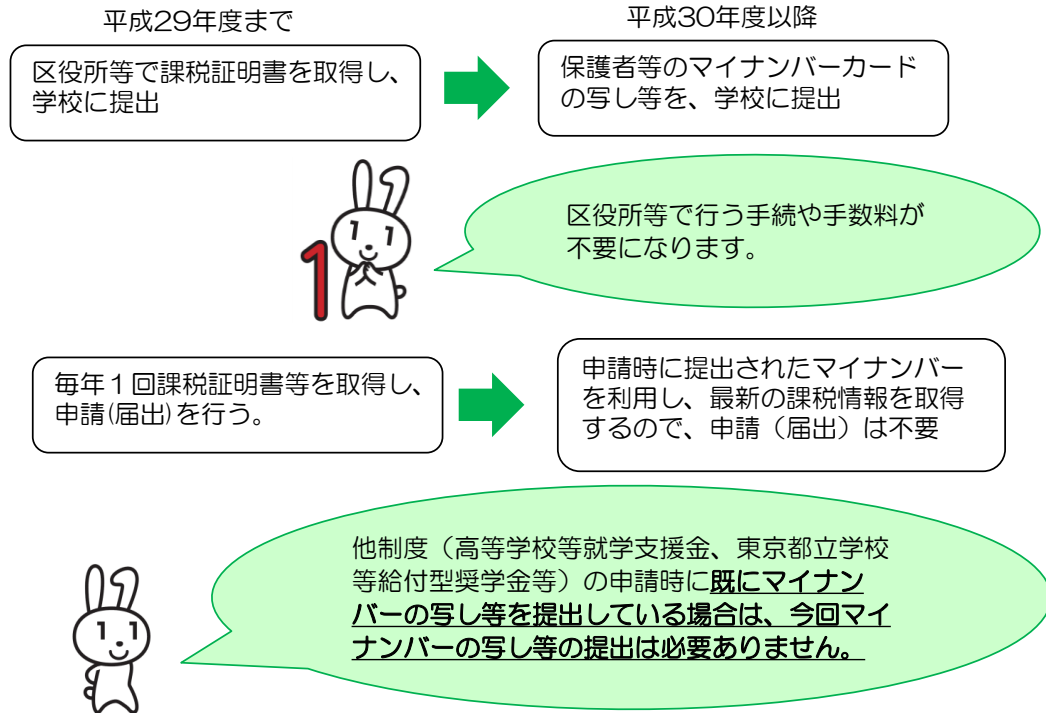 平成29年度まで
平成30年度以降
区役所等で課税証明書を取得し、
学校に提出
保護者等のマイナンバーカード
の写し等を、学校に提出
区役所等で行う手続や手数料が
不要になります。
毎年１回課税証明書等を取得し、
申請(届出)を行う。
申請時に提出されたマイナンバー
を利用し、最新の課税情報を取得
するので、申請（届出）は不要
他制度（高等学校等就学支援金、東京都立学校
等給付型奨学金等）の申請時に既にマイナン
バーの写し等を提出している場合は、今回マイ
ナンバーの写し等の提出は必要ありません。